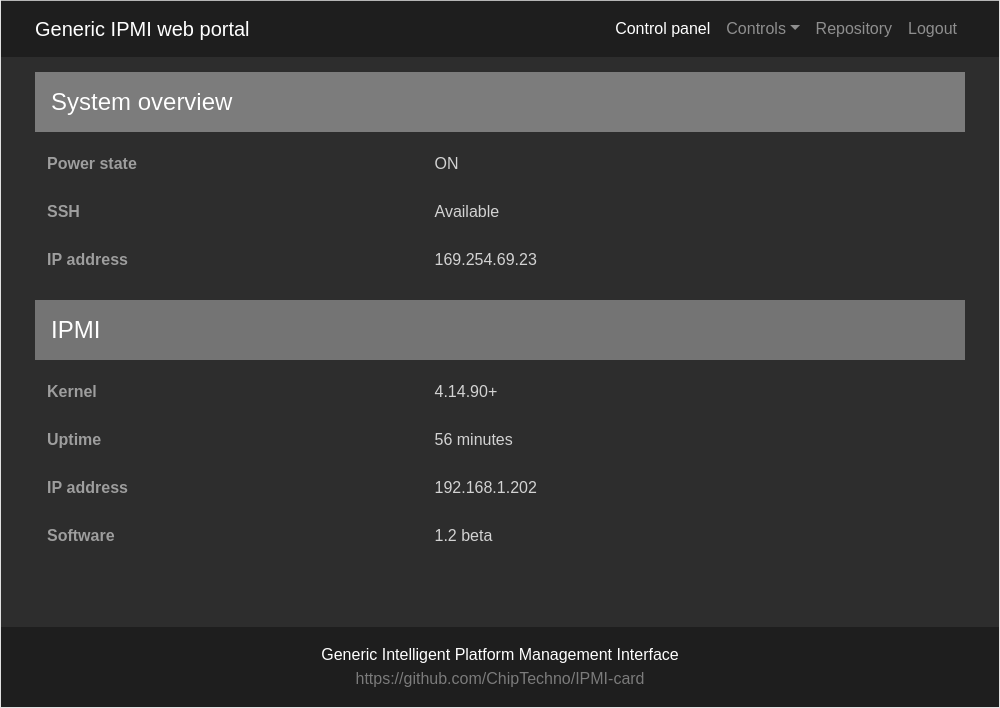 Generic IPMI web portal
Control panel Controls Repository Logout
System overview
Power state ON
SSH Available
IP address 169.254.69.23
IPMI
Kernel 4.14.90+
Uptime 56 minutes
IP address 192.168.1.202
Software 1.2 beta
Generic Intelligent Platform Management Interface
https://github.com/ChipTechno/IPMI-card